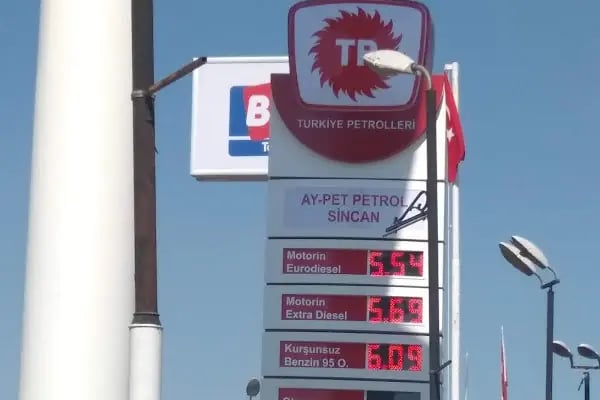 TP
TÜRKİYE PETROLLERİ
AY-PET PETROL
SİNCAN
Motorin
Eurodiesel
5.54
Motorin
Extra Diesel
5.69
Kurşunsuz
Benzin 95 O.
6.09